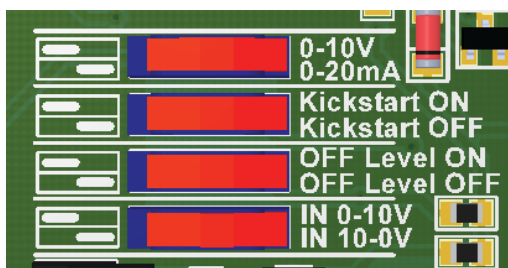 0-10V
0-20mA
Kickstart ON
Kickstart OFF
OFF Level ON
OFF Level OFF
IN 0-10V
IN 10-0V